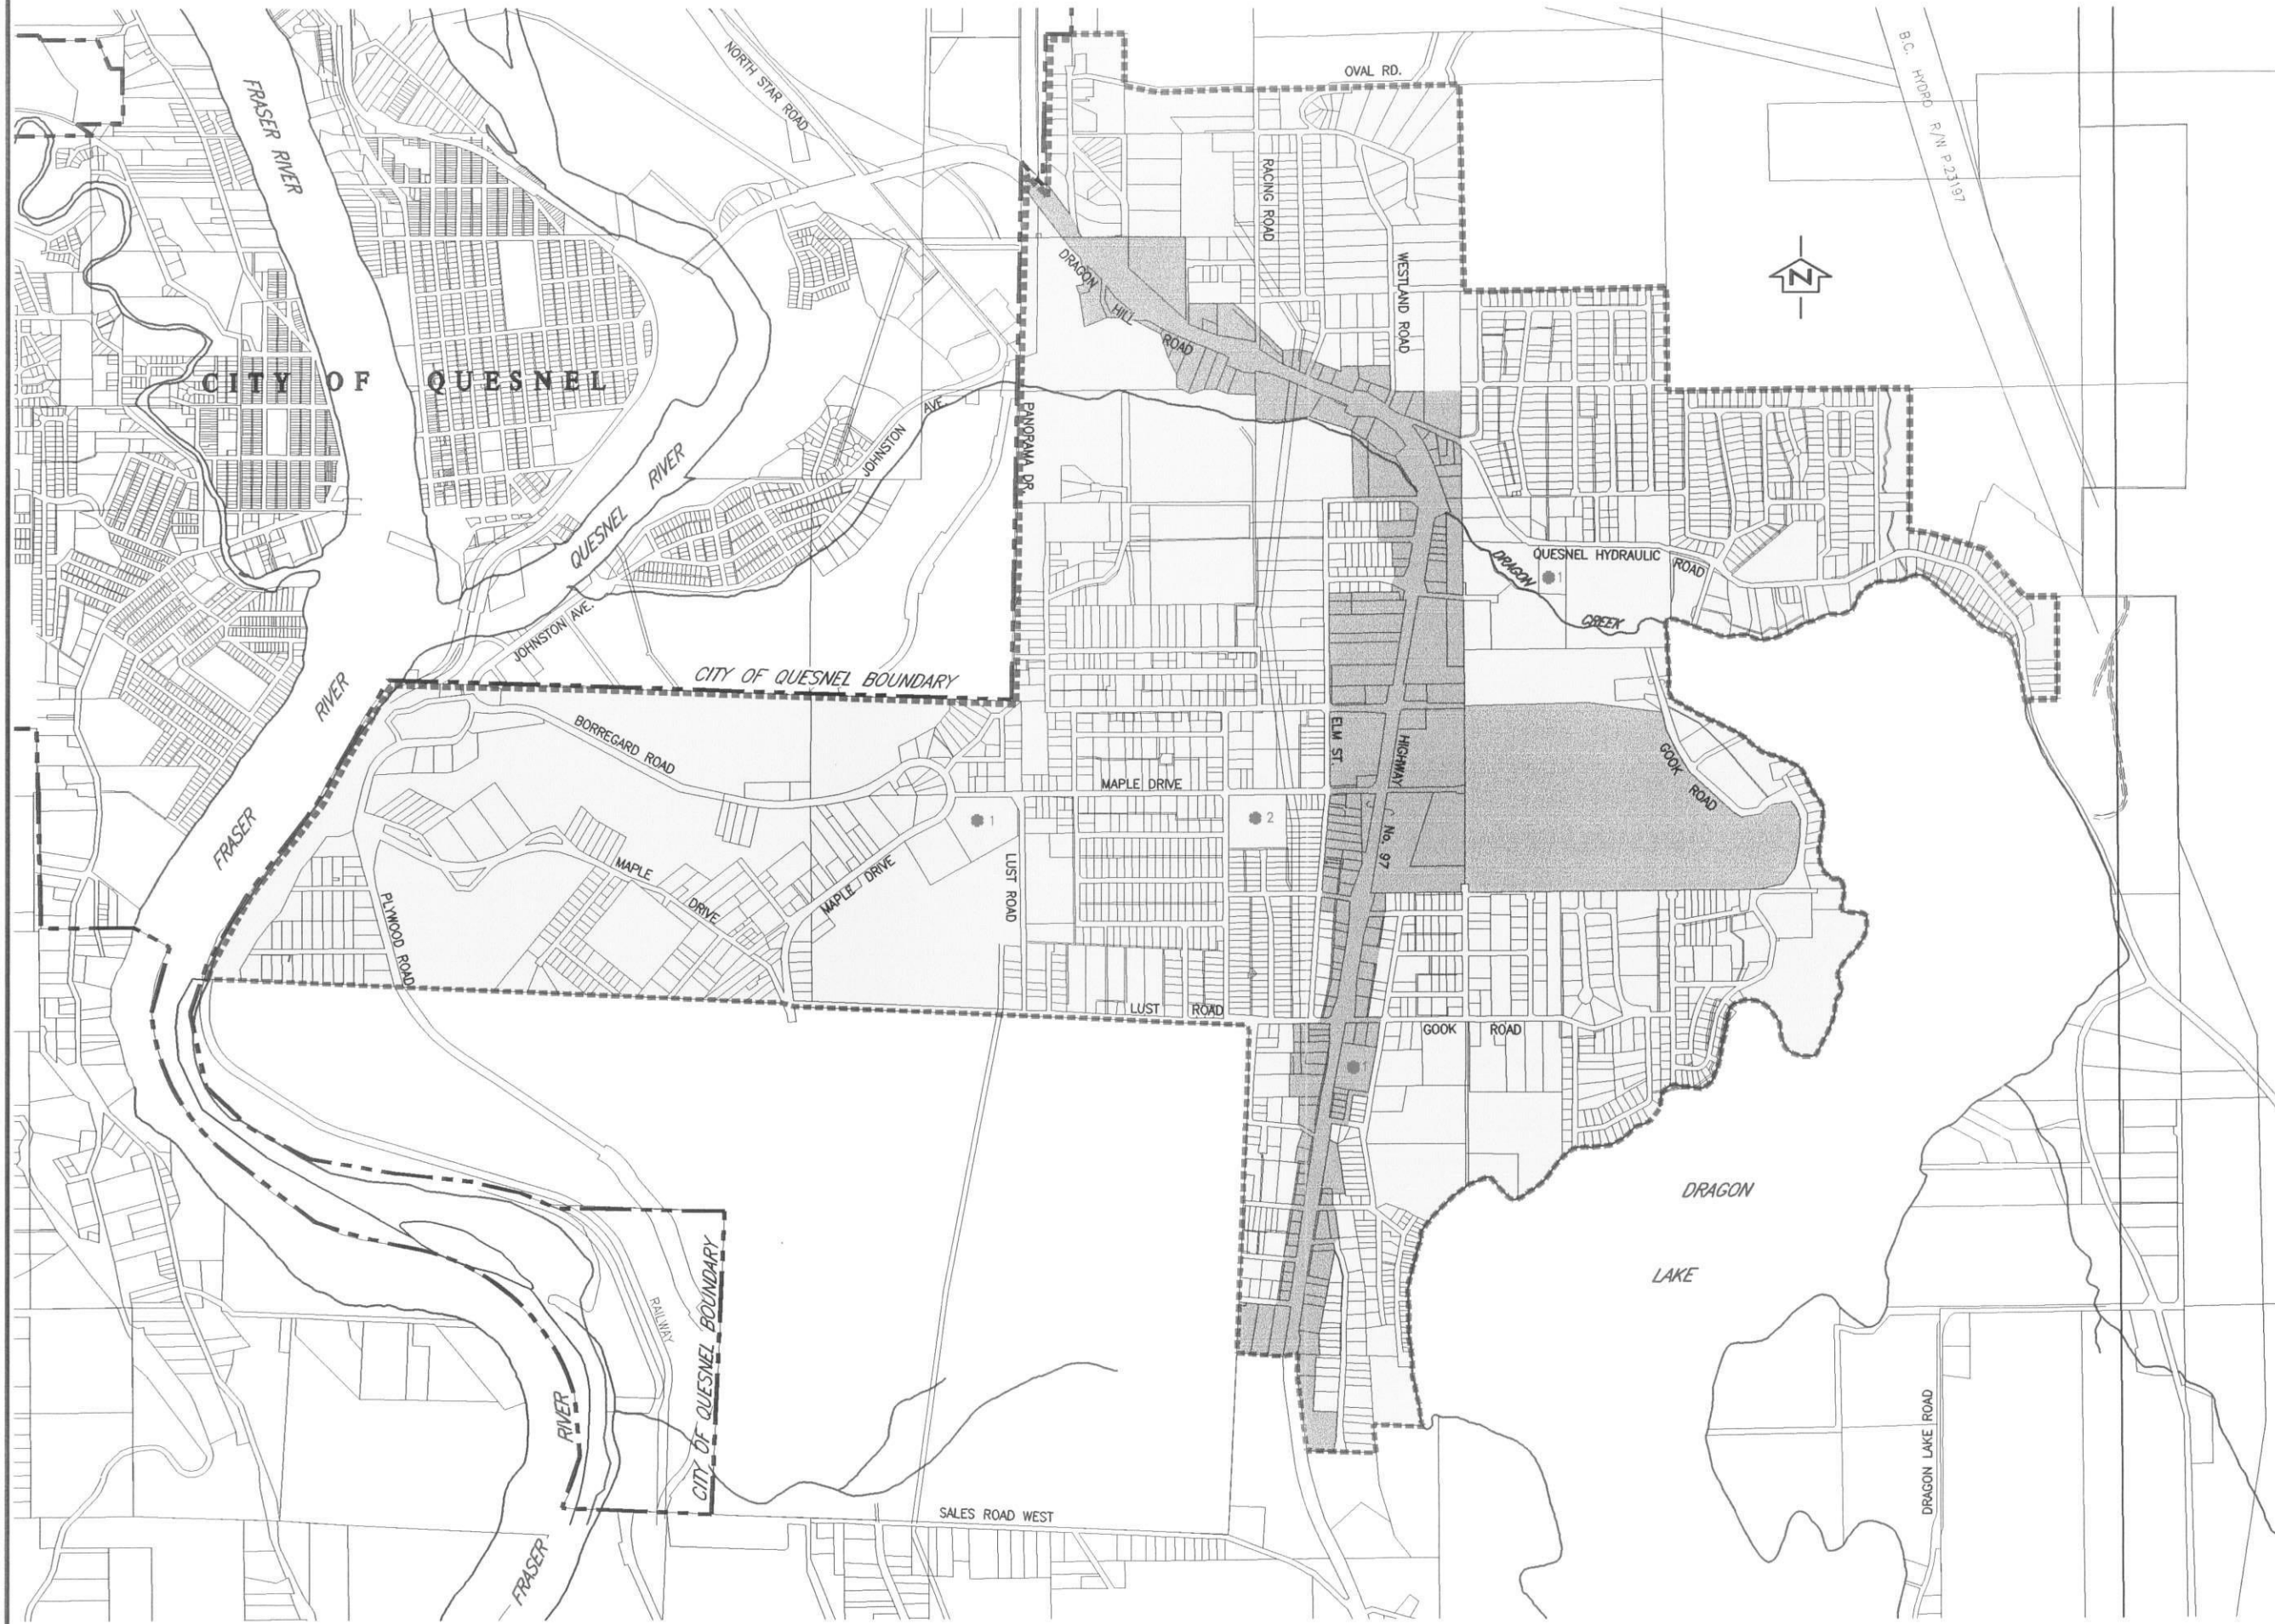 NORTH STAR ROAD
OVAL RD.
B.C. HYDRO R/W P.23197
FRASER RIVER
RACING ROAD
DRAGON HILL ROAD
WESTLAND ROAD
N
CITY OF QUESNEL
PANORAMA DR.
JOHNSTON AVE.
QUESNEL RIVER
DRAGON CREEK
QUESNEL HYDRAULIC ROAD
1
JOHNSTON AVE.
CITY OF QUESNEL BOUNDARY
FRASER RIVER
BORREGARD ROAD
ELM ST.
HIGHWAY No. 97
GOOK ROAD
MAPLE DRIVE
1
2
MAPLE DRIVE
MAPLE DRIVE
LUST ROAD
PLYWOOD ROAD
LUST ROAD
GOOK ROAD
1
DRAGON
LAKE
RAILWAY
CITY OF QUESNEL BOUNDARY
FRASER RIVER
SALES ROAD WEST
DRAGON LAKE ROAD